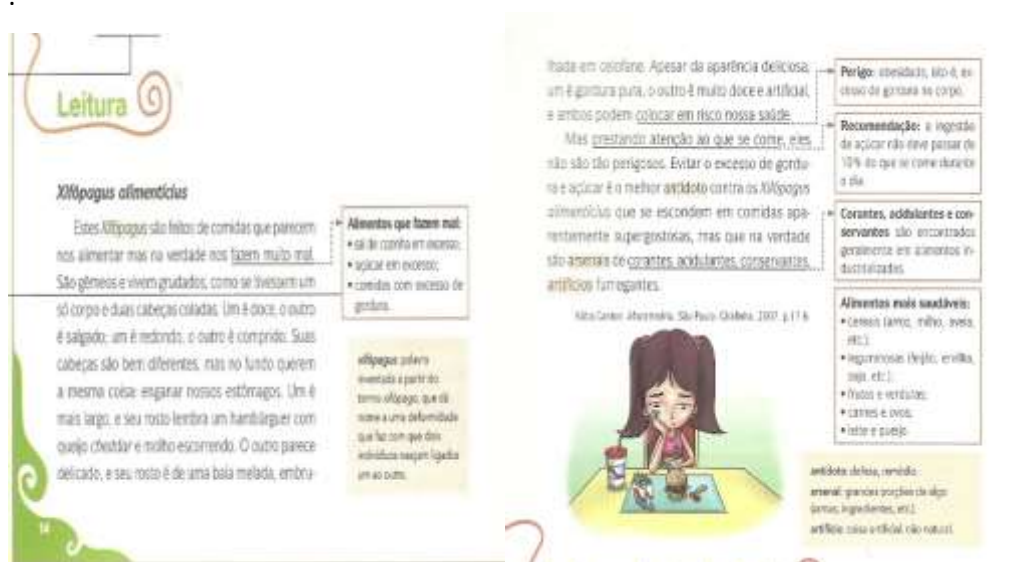 Leitura
Xifópagus alimenticius
Estes Xifópagus são feitos de comidas que parecem
nos alimentar mas na verdade nos fazem muito mal.
São gêmeos e vivem grudados, como se tivessem um
só corpo e duas cabeças coladas. Um é doce, o outro
é salgado; um é redondo, o outro é comprido. Suas
cabeças são bem diferentes, mas no fundo querem
a mesma coisa: enganar nossos estômagos. Um é
mais largo, e seu rosto lembra um hambúrguer com
queijo cheddar e molho escorrendo. O outro parece
delicado, e seu rosto é de uma bala melada, embru-
14
Alimentos que fazem mal:
• sal de cozinha em excesso;
• açúcar em excesso;
• comidas com excesso de
gordura.
xifópagus: palavra
inventada a partir do
termo xifópago, que dá
nome a uma deformidade
que faz com que dois
indivíduos nasçam ligados
um ao outro.
lhada em celofane. Apesar da aparência deliciosa,
um é gordura pura, o outro é muito doce e artificial,
e ambos podem colocar em risco nossa saúde.
Mas prestando atenção ao que se come, eles
não são tão perigosos. Evitar o excesso de gordu-
ra e açúcar é o melhor antídoto contra os Xifópagus
alimenticius que se escondem em comidas apa-
rentemente supergostosas, mas que na verdade
são arsenais de corantes, acidulantes, conservantes,
artifícios fumegantes.
São Paulo: 2007. p.17-8.
Perigo: obesidade, isto é, ex-
cesso de gordura no corpo.
Recomendação: a ingestão
de açúcar não deve passar de
10% do que se come durante
o dia.
Corantes, acidulantes e con-
servantes são encontrados
geralmente em alimentos in-
dustrializados.
Alimentos mais saudáveis:
• cereais (arroz, milho, aveia,
etc.);
• leguminosas (feijão, ervilha,
soja, etc.);
• frutas e verduras;
• carnes e ovos;
• leite e queijo.
antídoto: defesa, remédio.
arsenal: grandes porções de algo
(armas, ingredientes, etc.).
artifício: coisa artificial, não natural.